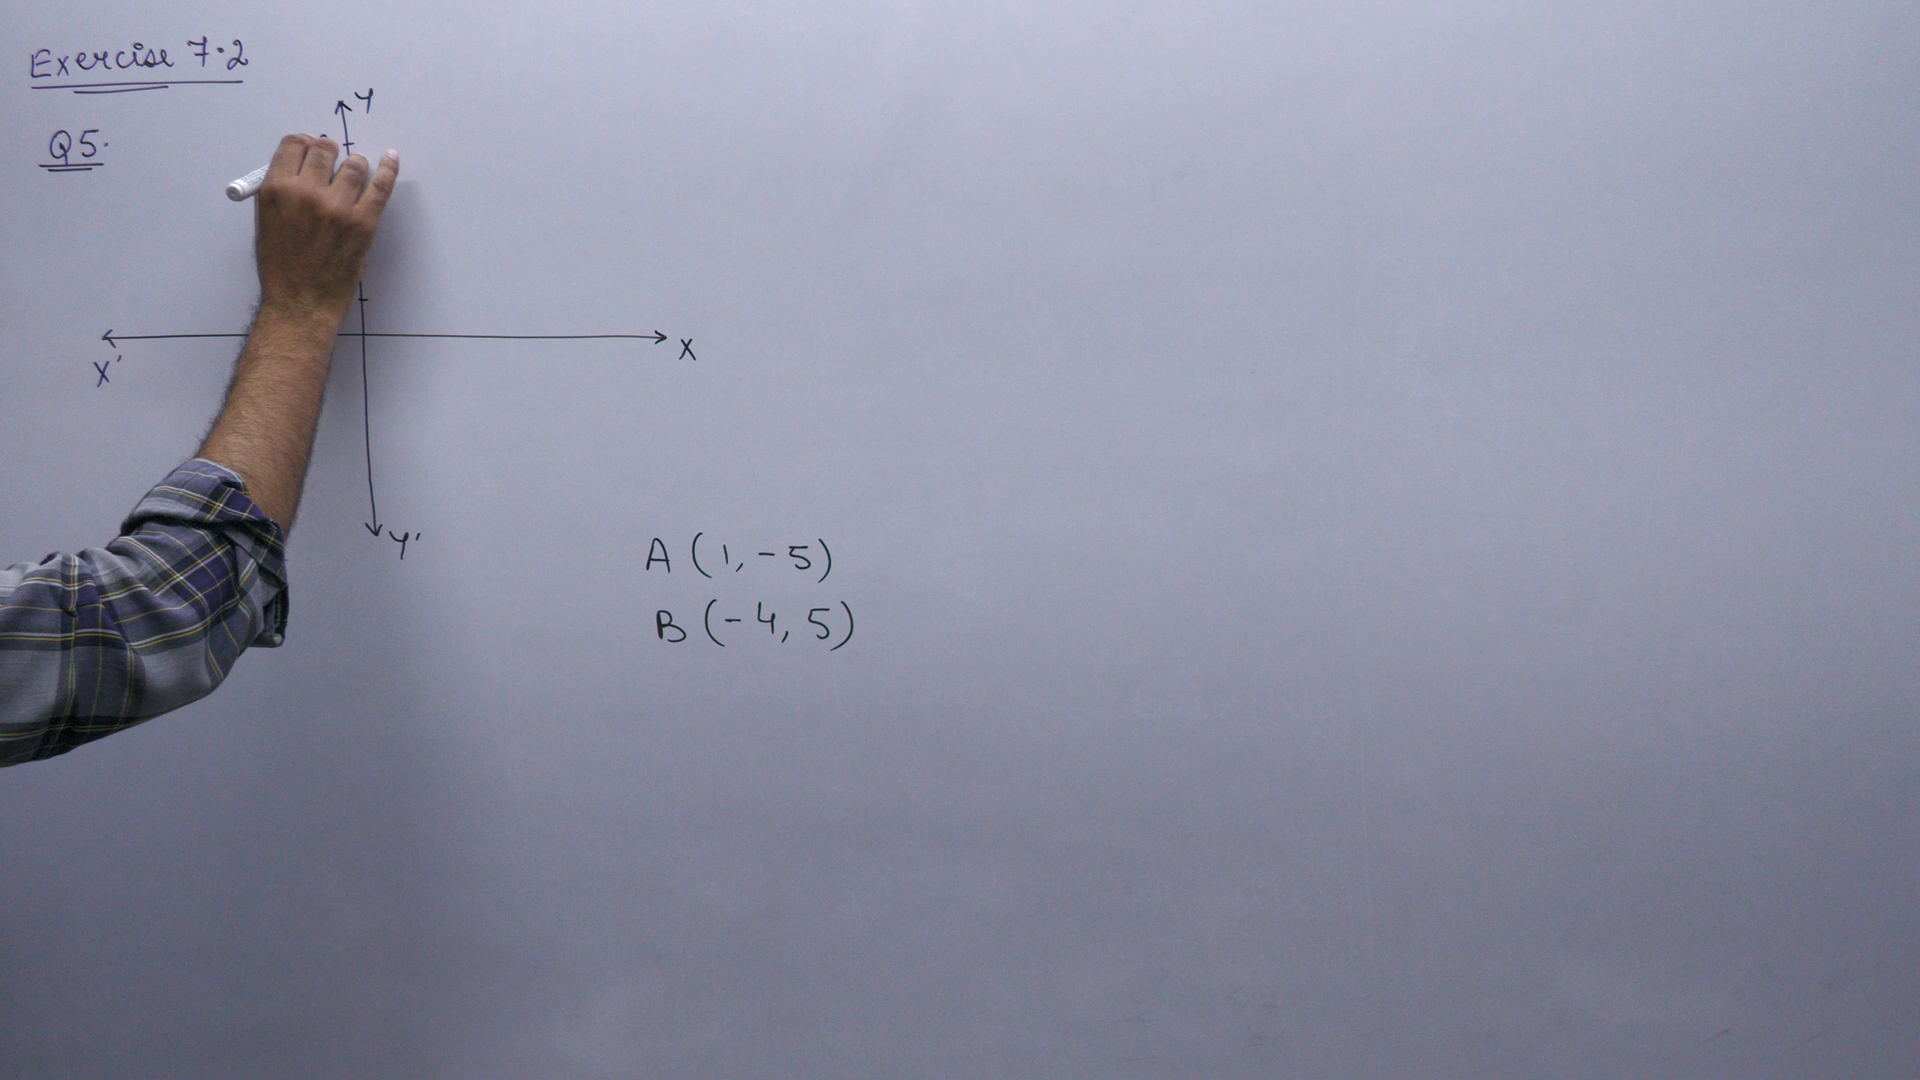 Exercise 7.2
Y
Q5.
X
X'
Y'
A (1, -5)
B (-4, 5)